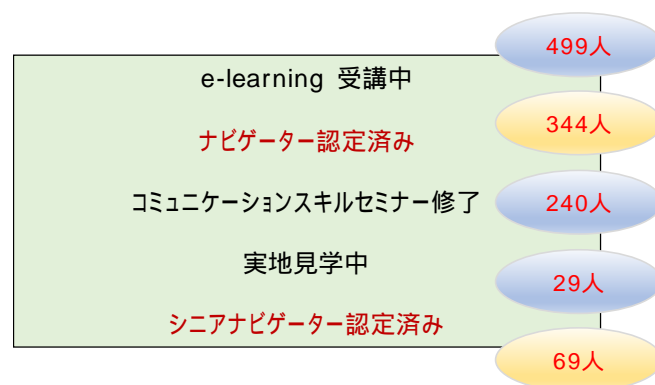 499人
e-learning 受講中
344人
ナビゲーター認定済み
コミュニケーションスキルセミナー修了
240人
実地見学中
29人
シニアナビゲーター認定済み
69人